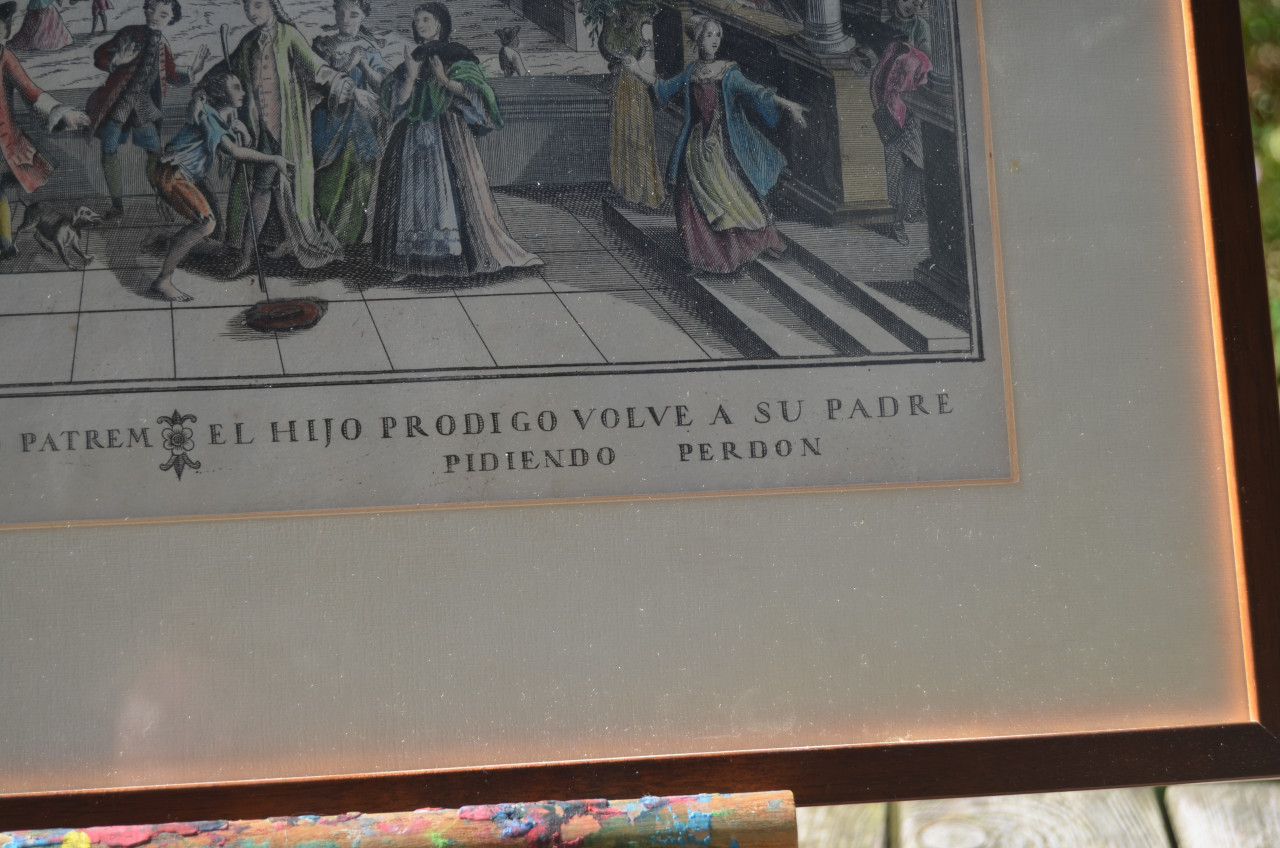 PATREM EL HIJO PRODIGO VOLVE A SU PADRE
PIDIENDO PERDON